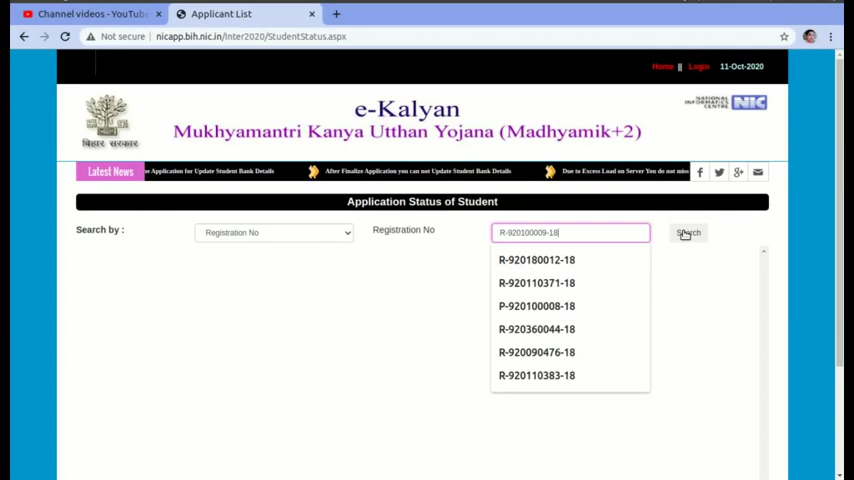 Channel videos - YouTub
Applicant List
Not secure
nicapp.bih.nic.in/Inter2020/StudentStatus.aspx
Home || Login 11-Oct-2020
बिहार सरकार
e-Kalyan
Mukhyamantri Kanya Utthan Yojana (Madhyamik+2)
NATIONAL INFORMATICS CENTRE NIC
Latest News
se Application for Update Student Bank Details
After Finalize Application you can not Update Student Bank Details
Due to Excess Load on Server You do not mis
Application Status of Student
Search by :
Registration No
Registration No
R-920100009-18
Search
R-920180012-18
R-920110371-18
P-920100008-18
R-920360044-18
R-920090476-18
R-920110383-18